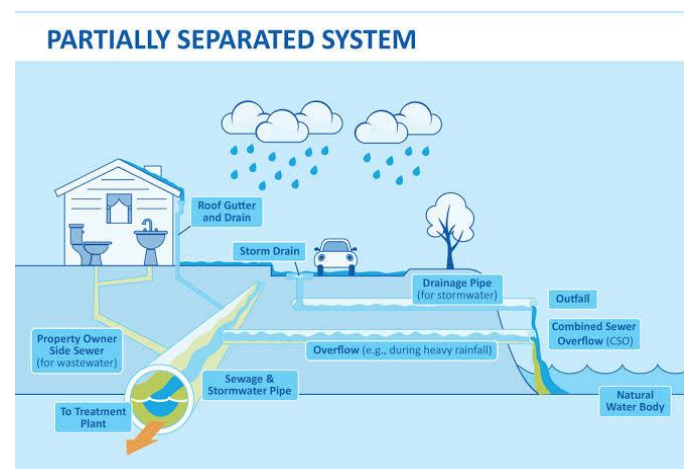 PARTIALLY SEPARATED SYSTEM
Roof Gutter
and Drain
Storm Drain
Drainage Pipe
(for stormwater)
Outfall
Combined Sewer
Overflow (CSO)
Property Owner
Side Sewer
(for wastewater)
Overflow (e.g., during heavy rainfall)
Sewage &
Stormwater Pipe
Natural
Water Body
To Treatment
Plant